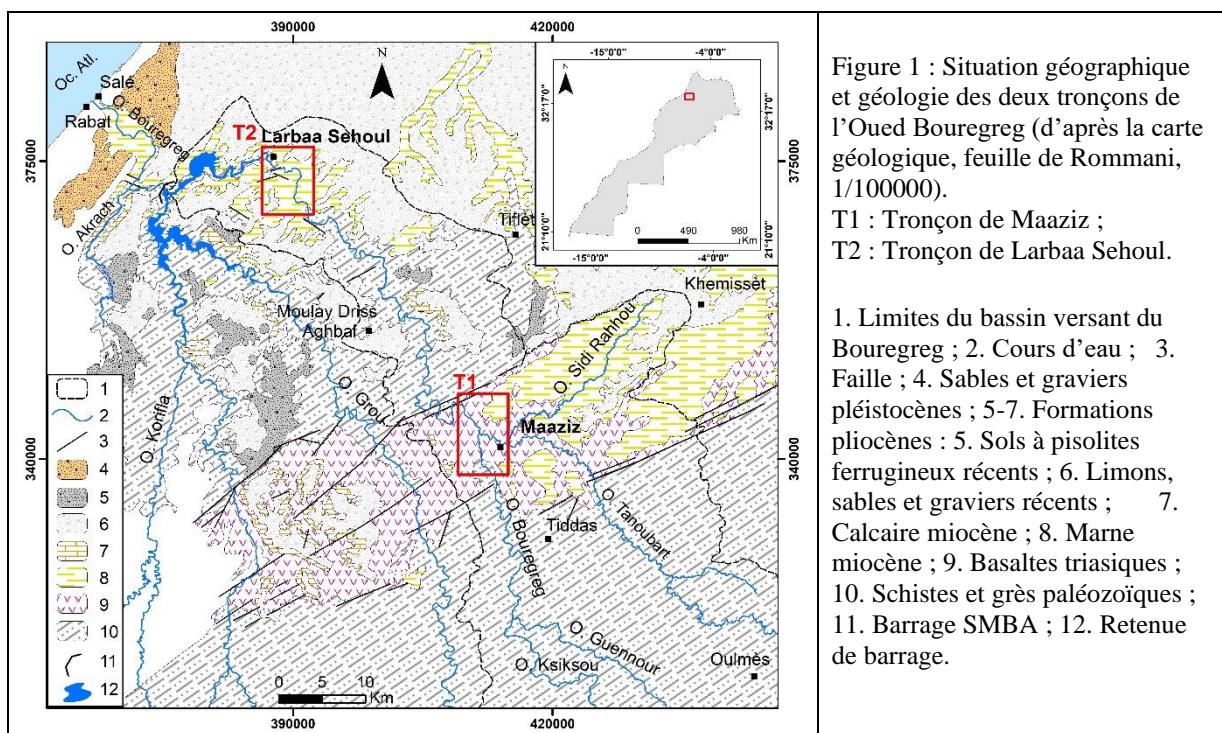 390000
420000
Oc. Atl.
Salé
Rabat
O. Bouregreg
T2
Larbaa Sehoul
N
375000
375000
O. Akrach
Tiflet
Khemissèt
Moulay Driss
Aghbaf
O. Sidi Rahhou
T1
Maaziz
O. Korifla
O. Grou
340000
340000
O. Bouregreg
Tiddas
O. Tanoubart
O. Guennour
O. Ksiksou
Oulmès
N
-15°0'0"
-4°0'0"
32°17'0"
32°17'0"
21°10'0"
21°10'0"
0 490 980
KM
-15°0'0"
-4°0'0"
1
2
3
4
5
6
7
8
9
10
11
12
0 5 10
Km
390000
420000
Figure 1 : Situation géographique
et géologie des deux tronçons de
l’Oued Bouregreg (d’après la carte
géologique, feuille de Rommani,
1/100000).
T1 : Tronçon de Maaziz ;
T2 : Tronçon de Larbaa Sehoul.
1. Limites du bassin versant du
Bouregreg ; 2. Cours d’eau ; 3.
Faille ; 4. Sables et graviers
pléistocènes ; 5-7. Formations
pliocènes : 5. Sols à pisolites
ferrugineux récents ; 6. Limons,
sables et graviers récents ; 7.
Calcaire miocène ; 8. Marne
miocène ; 9. Basaltes triasiques ;
10. Schistes et grès paléozoïques ;
11. Barrage SMBA ; 12. Retenue
de barrage.